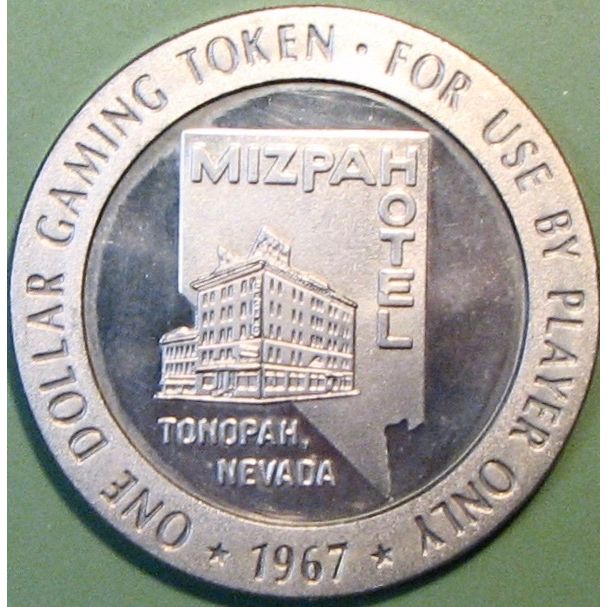 ONE DOLLAR GAMING TOKEN · FOR USE BY PLAYER ONLY
★ 1967 ★
MIZPAH
HOTEL
TONOPAH,
NEVADA